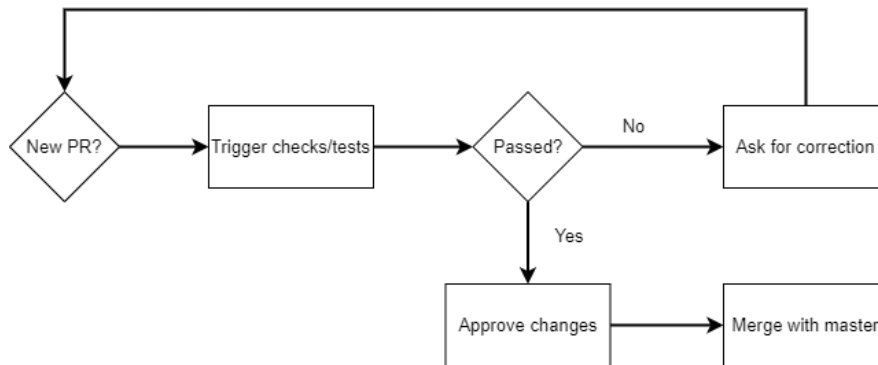 New PR?
Trigger checks/tests
Passed?
No
Ask for correction
Yes
Approve changes
Merge with master